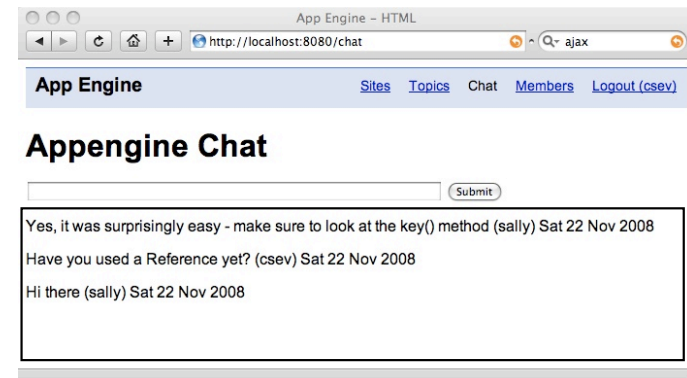 App Engine – HTML
http://localhost:8080/chat
ajax
App Engine
Sites Topics Chat Members Logout (csev)
Appengine Chat
Submit
Yes, it was surprisingly easy - make sure to look at the key() method (sally) Sat 22 Nov 2008
Have you used a Reference yet? (csev) Sat 22 Nov 2008
Hi there (sally) Sat 22 Nov 2008